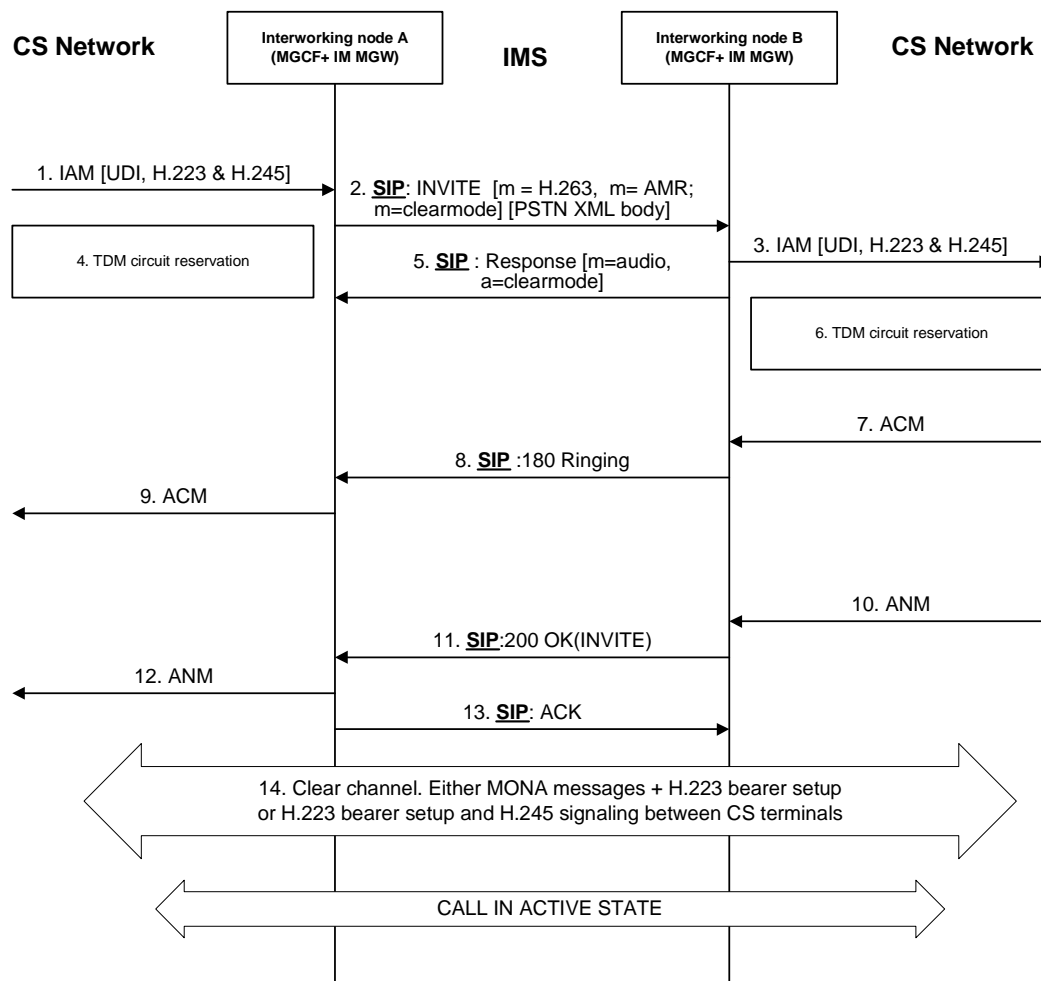 CS Network
Interworking node A
(MGCF+ IM MGW)
IMS
Interworking node B
(MGCF+ IM MGW)
CS Network
1. IAM [UDI, H.223 & H.245]
2. SIP: INVITE  [m = H.263,  m= AMR;
m=clearmode] [PSTN XML body]
3. IAM [UDI, H.223 & H.245]
4. TDM circuit reservation
5. SIP : Response [m=audio,
a=clearmode]
6. TDM circuit reservation
7. ACM
8. SIP :180 Ringing
9. ACM
10. ANM
11. SIP:200 OK(INVITE)
12. ANM
13. SIP: ACK
14. Clear channel. Either MONA messages + H.223 bearer setup
or H.223 bearer setup and H.245 signaling between CS terminals
CALL IN ACTIVE STATE